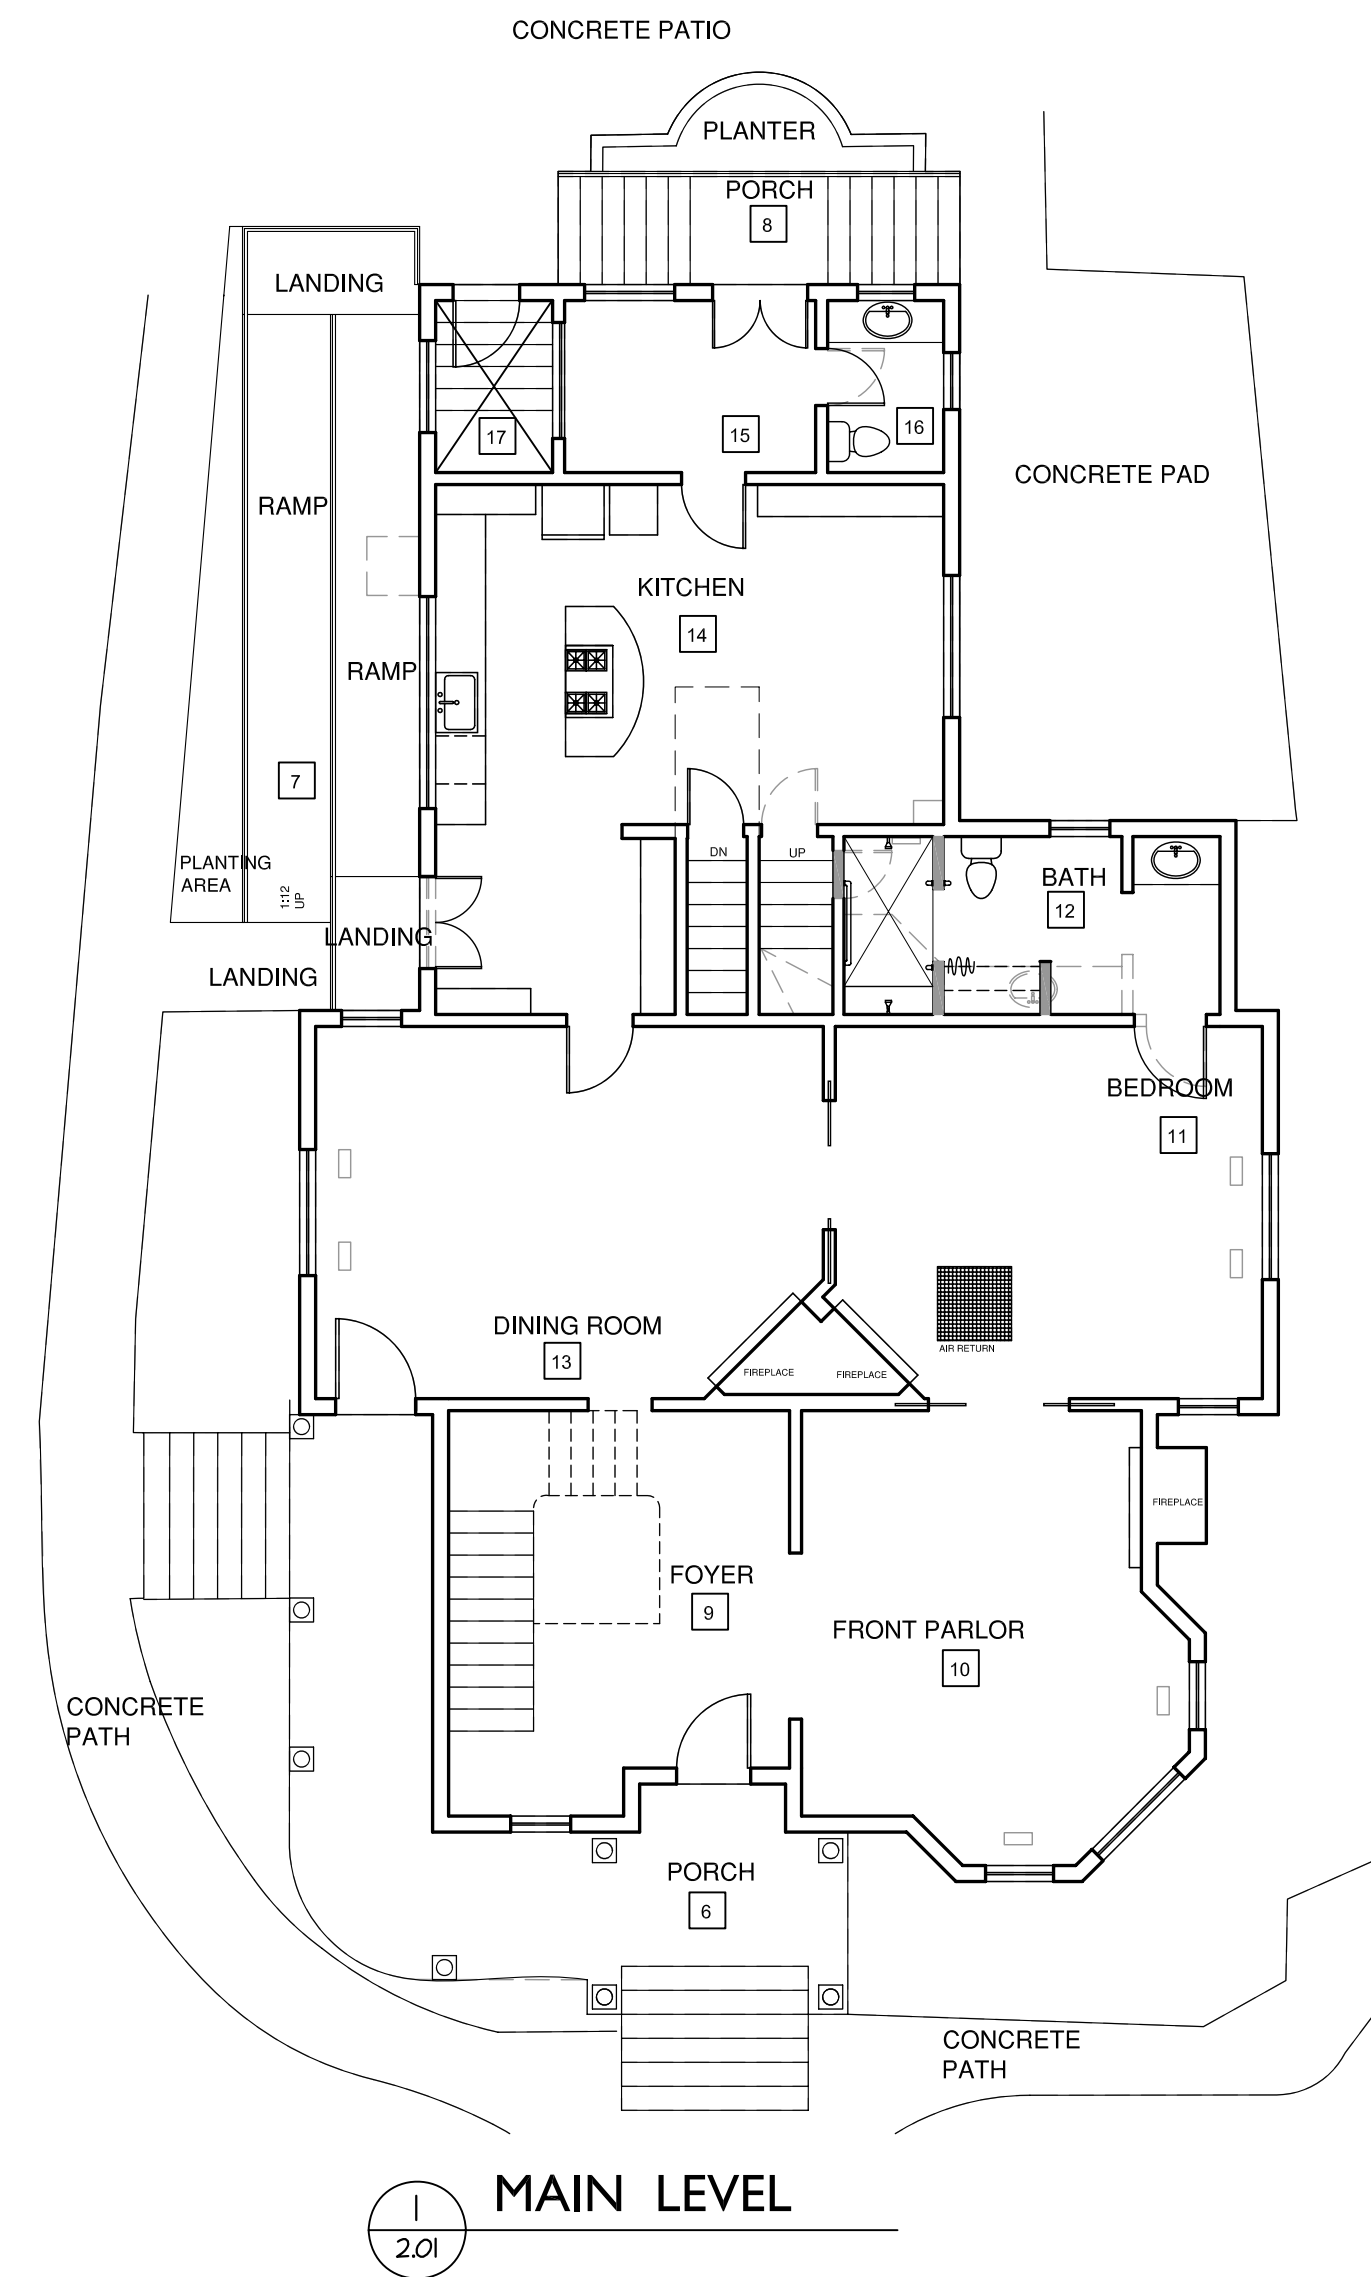 CONCRETE PATIO
PLANTER
PORCH
8
LANDING
17
15
16
CONCRETE PAD
RAMP
KITCHEN
14
RAMP
7
PLANTING
AREA
1:12
UP
DN
UP
BATH
12
LANDING
LANDING
BEDROOM
11
DINING ROOM
13
AIR RETURN
FIREPLACE
FIREPLACE
FIREPLACE
FOYER
9
FRONT PARLOR
10
CONCRETE
PATH
PORCH
6
CONCRETE
PATH
1
2.01
MAIN LEVEL